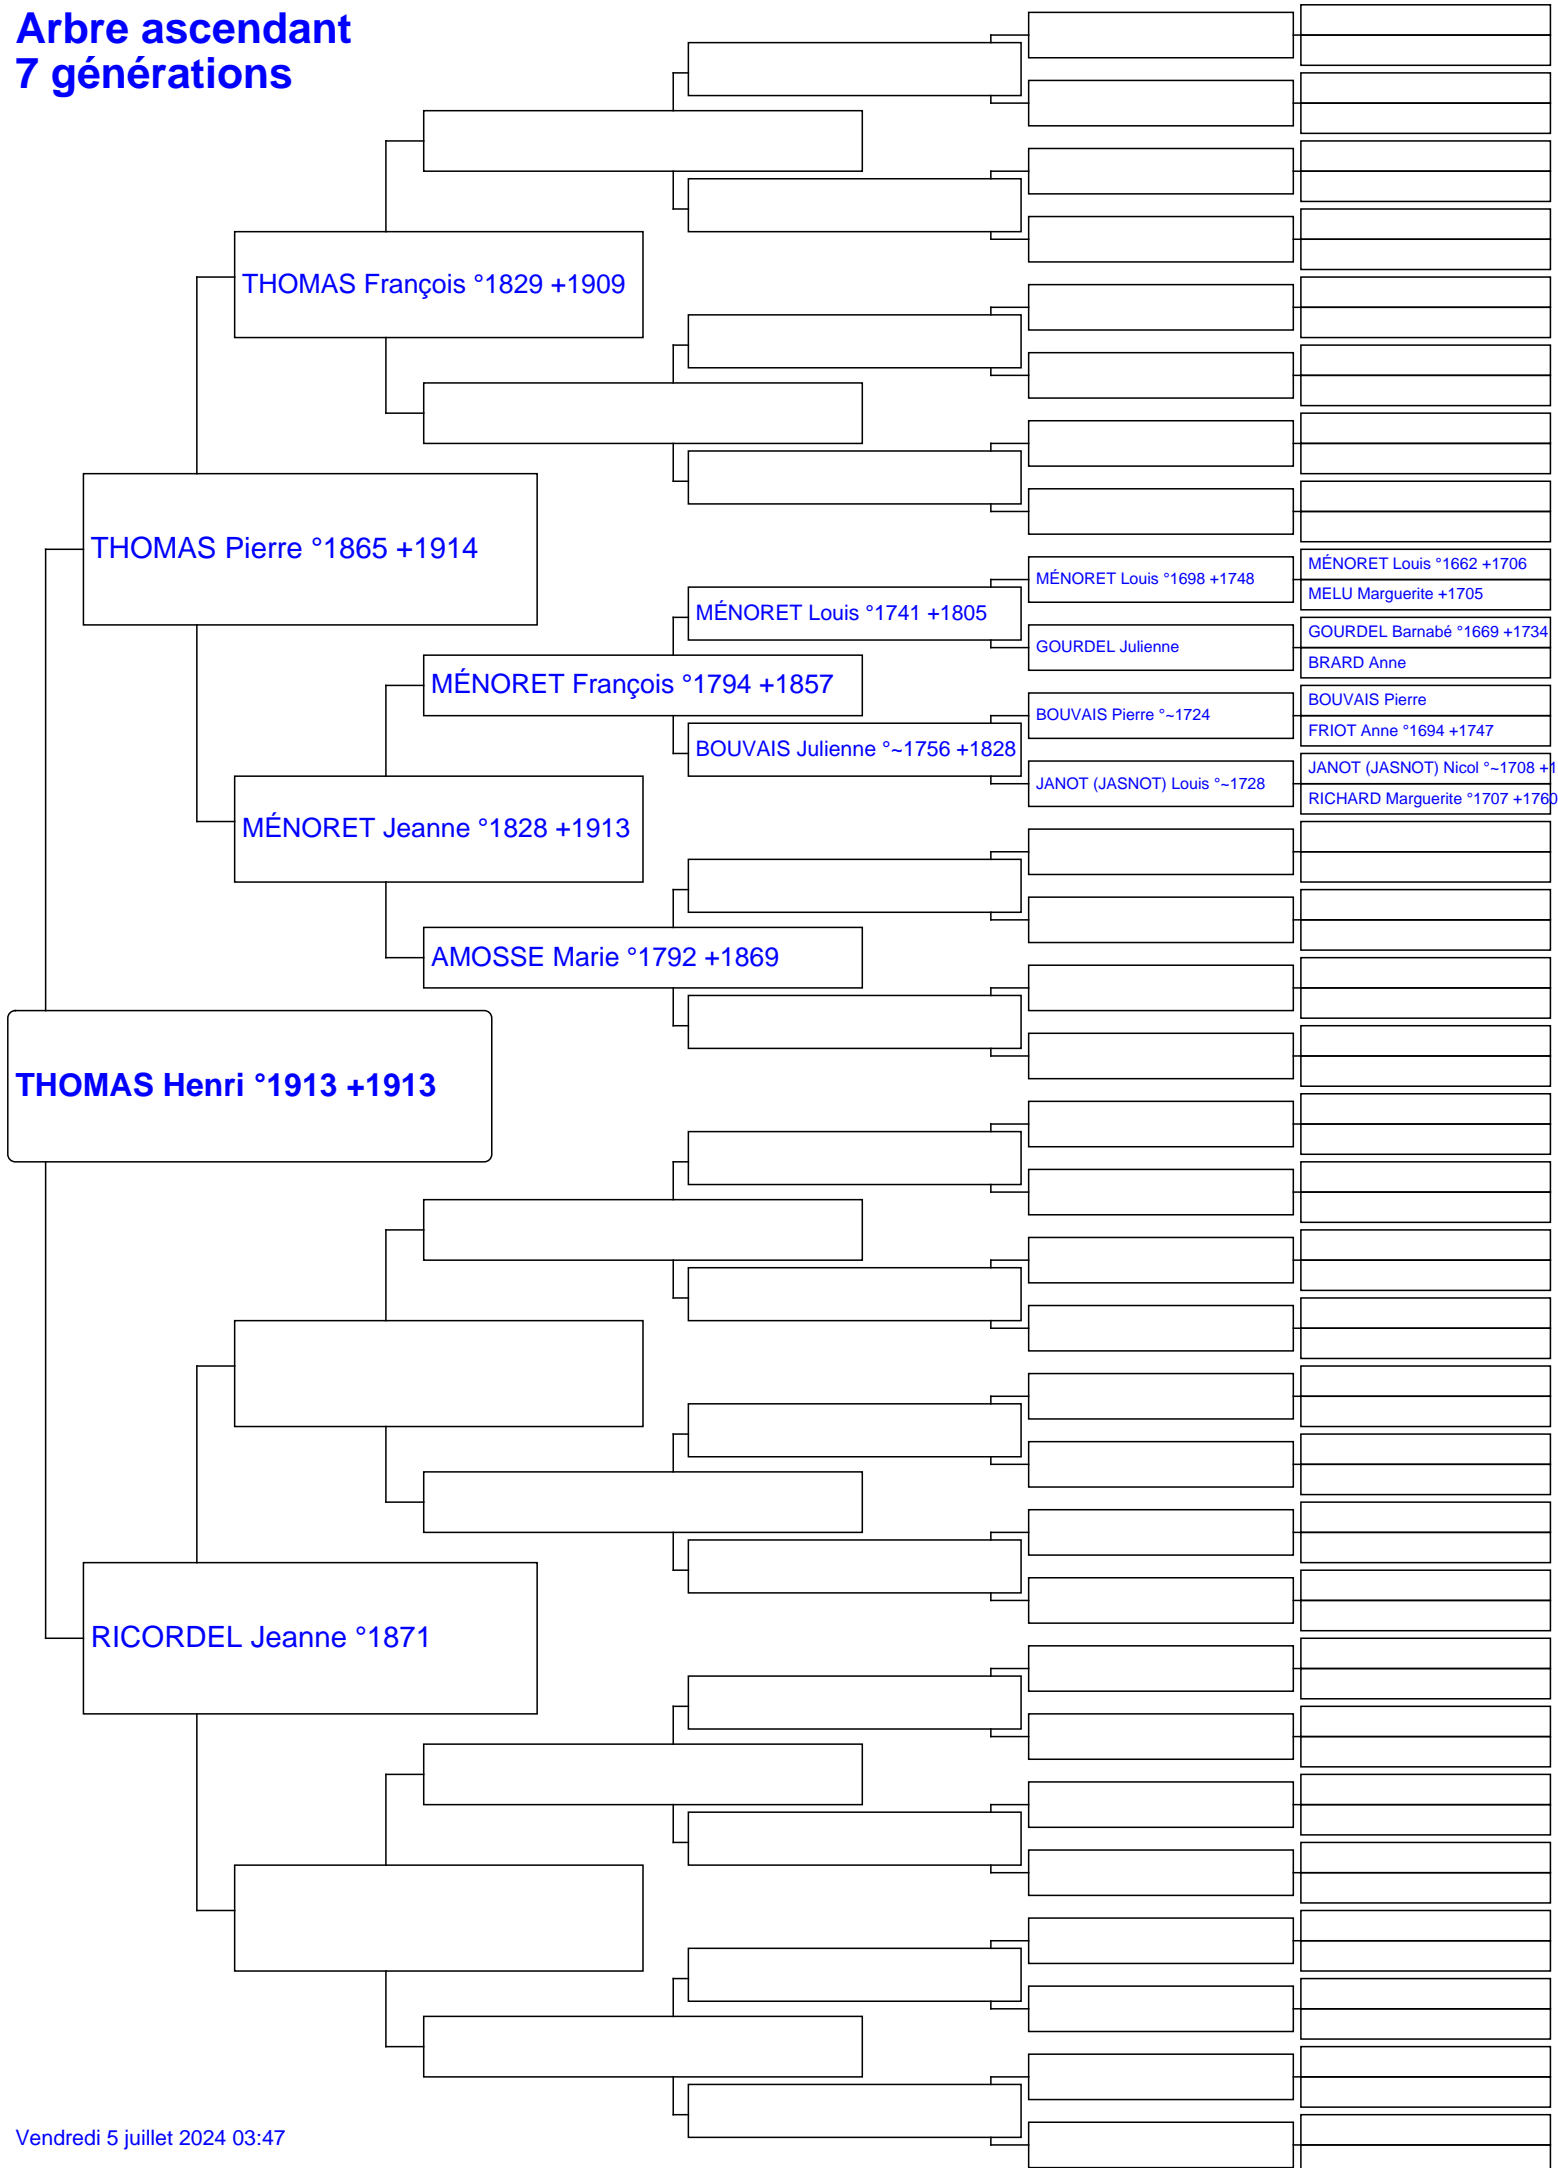 Arbre ascendant
7 générations
THOMAS François °1829 +1909
THOMAS Pierre °1865 +1914
MÉNORET Louis °1662 +1706
MÉNORET Louis °1698 +1748
MELU Marguerite +1705
MÉNORET Louis °1741 +1805
GOURDEL Barnabé °1669 +1734
GOURDEL Julienne
BRARD Anne
MÉNORET François °1794 +1857
BOUVAIS Pierre
BOUVAIS Pierre °~1724
FRIOT Anne °1694 +1747
BOUVAIS Julienne °~1756 +1828
JANOT (JASNOT) Nicol °~1708 +1
JANOT (JASNOT) Louis °~1728
RICHARD Marguerite °1707 +1760
MÉNORET Jeanne °1828 +1913
AMOSSE Marie °1792 +1869
THOMAS Henri °1913 +1913
RICORDEL Jeanne °1871
Vendredi 5 juillet 2024 03:47